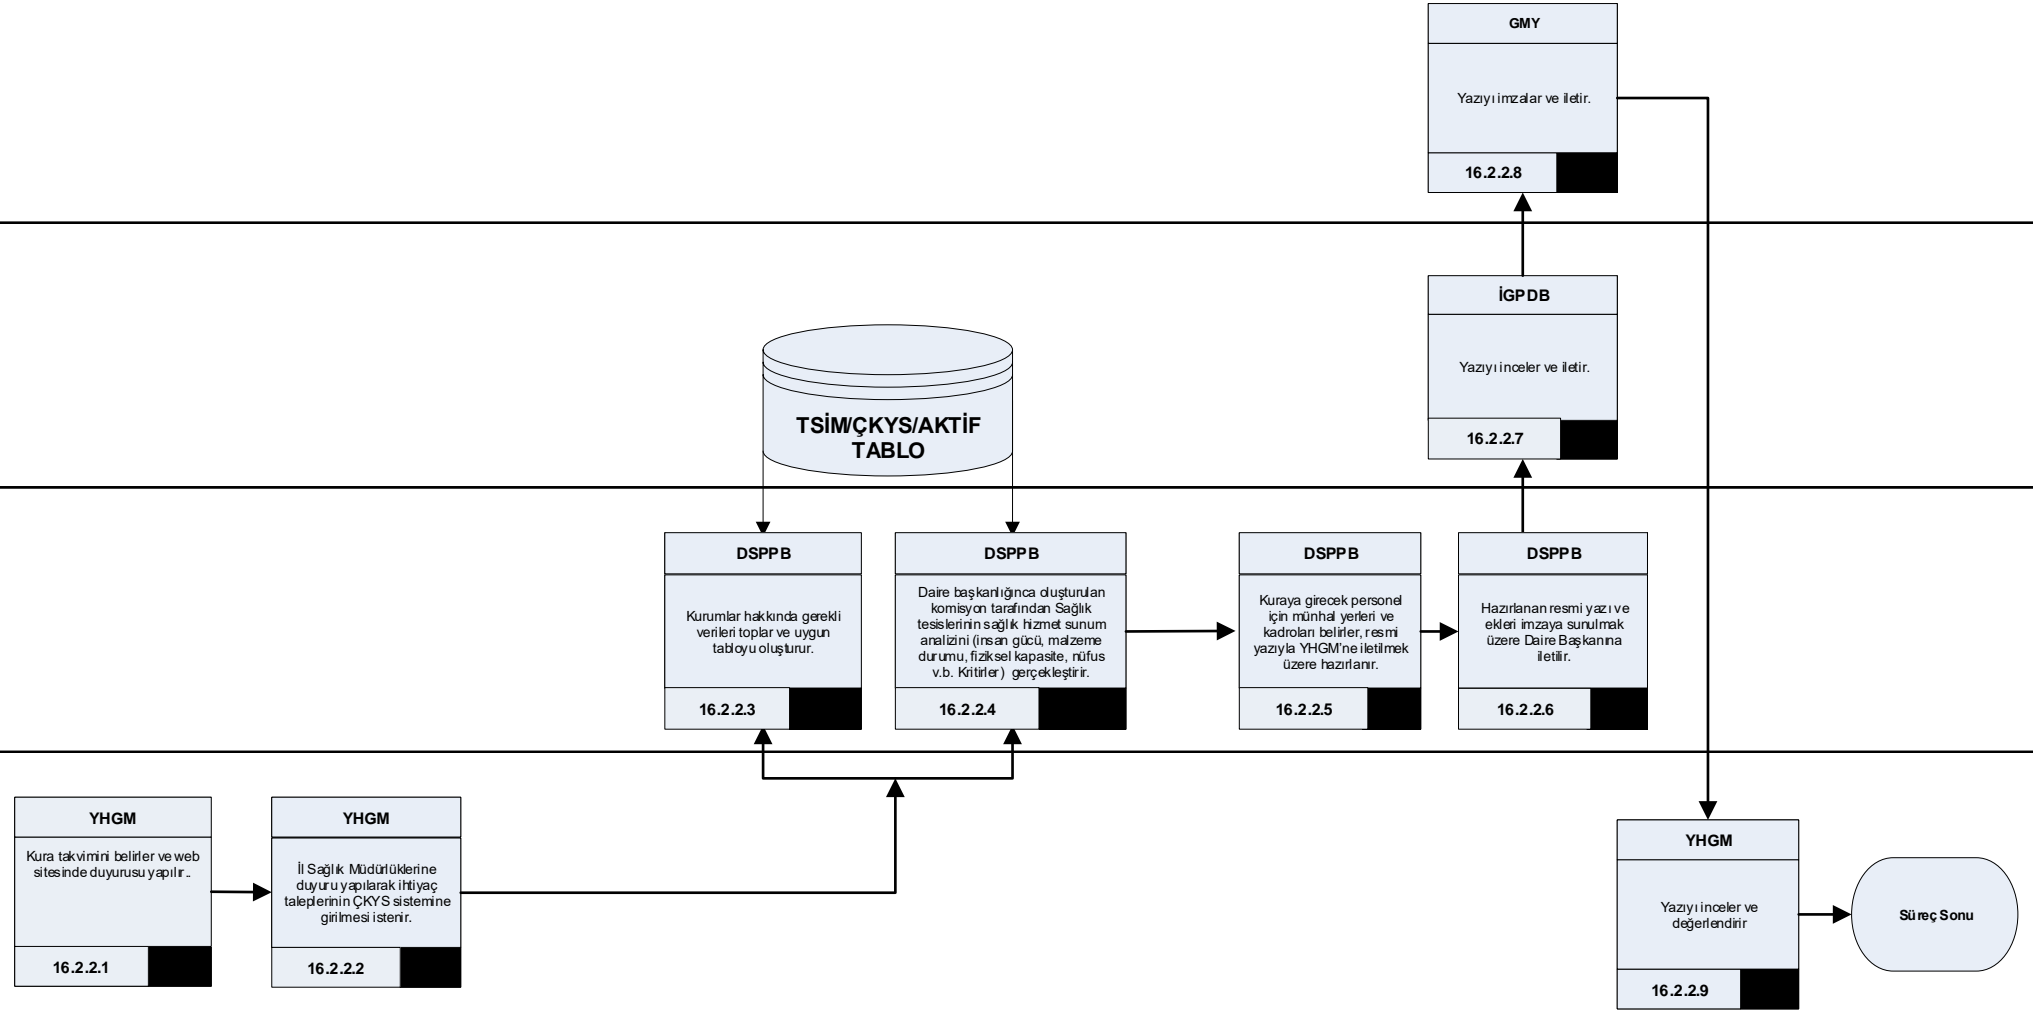 GMY
Yazıyı imzalar ve iletir.
16.2.2.8
İGPDB
Yazıyı inceler ve iletir.
16.2.2.7
TSİM/ÇKYS/AKTİF
TABLO
DSPPB
Kurumlar hakkında gerekli
verileri toplar ve uygun
tabloyu oluşturur.
16.2.2.3
DSPPB
Daire başkanlığınca oluşturulan
komisyon tarafından Sağlık
tesislerinin sağlık hizmet sunum
analizini (insan gücü, malzeme
durumu, fiziksel kapasite, nüfus
v.b. Kritirler) gerçekleştirir.
16.2.2.4
DSPPB
Kuraya girecek personel
için münhal yerleri ve
kadroları belirler, resmi
yazıyla YHGM'ne iletilmek
üzere hazırlanır.
16.2.2.5
DSPPB
Hazırlanan resmi yazı ve
ekleri imzaya sunulmak
üzere Daire Başkanına
iletilir.
16.2.2.6
YHGM
Kura takvimini belirler ve web
sitesinde duyurusu yapılır..
16.2.2.1
YHGM
İl Sağlık Müdürlüklerine
duyuru yapılarak ihtiyaç
taleplerinin ÇKYS sistemine
girilmesi istenir.
16.2.2.2
YHGM
Yazıyı inceler ve
değerlendirir
16.2.2.9
Süreç Sonu